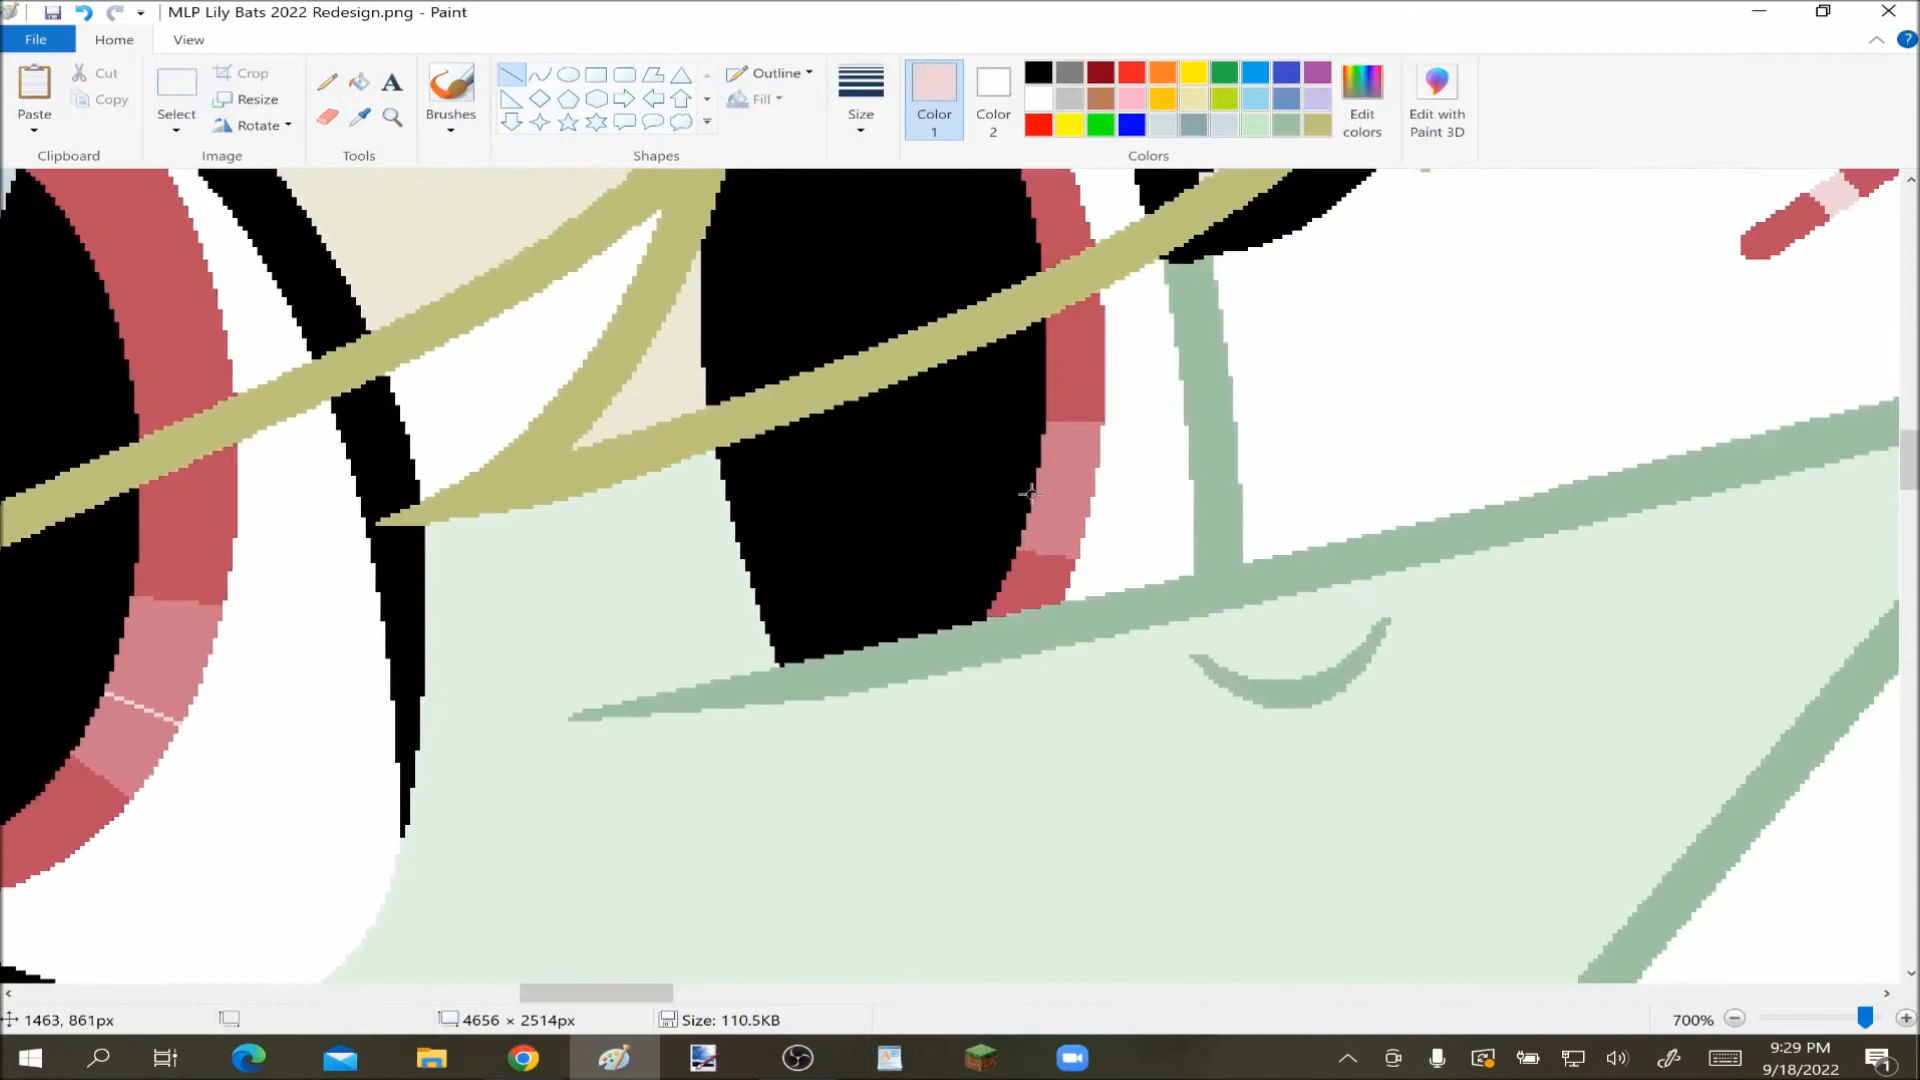 MLP Lily Bats 2022 Redesign.png - Paint
File Home View
Paste
Cut
Copy
Clipboard
Select
Crop
Resize
Rotate
Image
A
Tools
Brushes
Shapes
Outline
Fill
Size
Color 1
Color 2
Colors
Edit colors
Edit with Paint 3D
1463, 861px
4656 × 2514px
Size: 110.5KB
700%
9:29 PM
9/18/2022
1